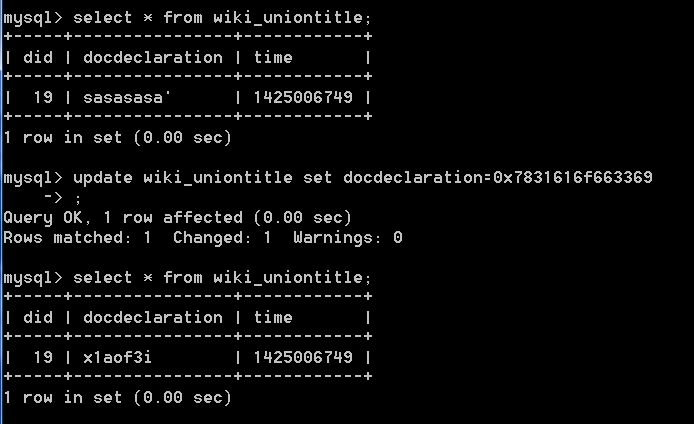 mysql> select * from wiki_uniontitle;
+-----+----------------+------------+
| did | docdeclaration | time       |
+-----+----------------+------------+
|  19 | sasasasa'      | 1425006749 |
+-----+----------------+------------+
1 row in set (0.00 sec)
mysql> update wiki_uniontitle set docdeclaration=0x7831616f663369
    -> ;
Query OK, 1 row affected (0.00 sec)
Rows matched: 1  Changed: 1  Warnings: 0
mysql> select * from wiki_uniontitle;
+-----+----------------+------------+
| did | docdeclaration | time       |
+-----+----------------+------------+
|  19 | x1aof3i        | 1425006749 |
+-----+----------------+------------+
1 row in set (0.00 sec)